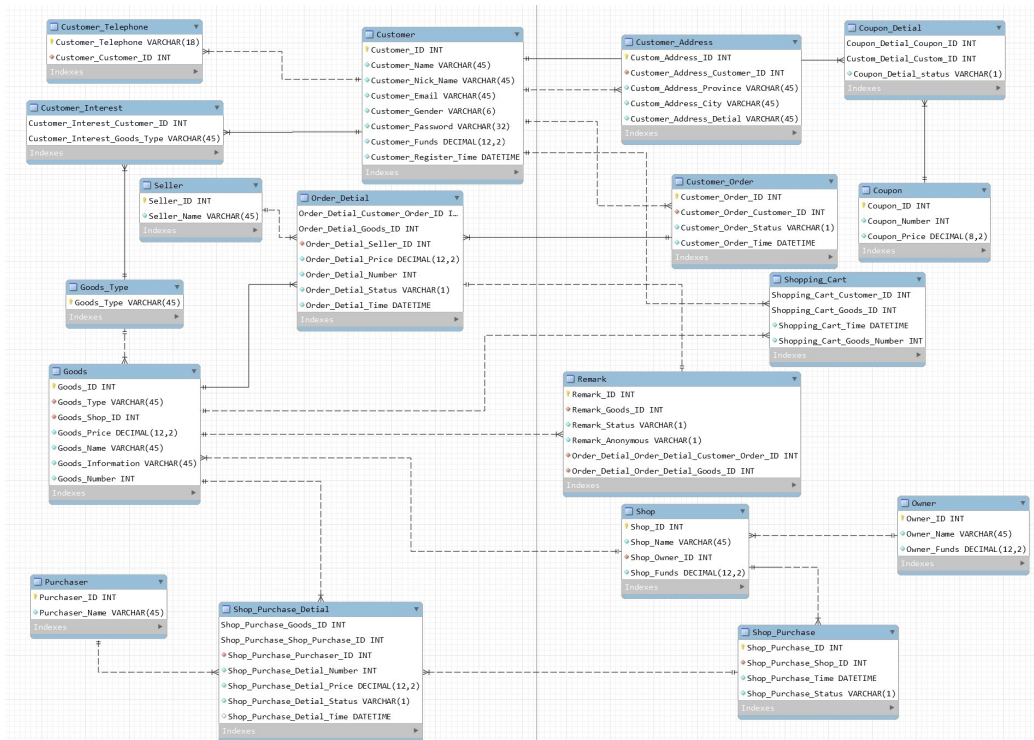 Customer_Telephone
Customer_Telephone VARCHAR(18)
Customer_Customer_ID INT
Indexes
Customer
Customer_ID INT
Customer_Name VARCHAR(45)
Customer_Nick_Name VARCHAR(45)
Customer_Email VARCHAR(45)
Customer_Gender VARCHAR(6)
Customer_Password VARCHAR(32)
Customer_Funds DECIMAL(12,2)
Customer_Register_Time DATETIME
Indexes
Customer_Address
Custom_Address_ID INT
Customer_Address_Customer_ID INT
Custom_Address_Province VARCHAR(45)
Custom_Address_City VARCHAR(45)
Customer_Address_Detial VARCHAR(45)
Indexes
Coupon_Detial
Coupon_Detial_Coupon_ID INT
Custom_Detial_Custom_ID INT
Coupon_Detial_status VARCHAR(1)
Indexes
Customer_Interest
Customer_Interest_Customer_ID INT
Customer_Interest_Goods_Type VARCHAR(45)
Indexes
Seller
Seller_ID INT
Seller_Name VARCHAR(45)
Indexes
Order_Detial
Order_Detial_Customer_Order_ID I...
Order_Detial_Goods_ID INT
Order_Detial_Seller_ID INT
Order_Detial_Price DECIMAL(12,2)
Order_Detial_Number INT
Order_Detial_Status VARCHAR(1)
Order_Detial_Time DATETIME
Indexes
Customer_Order
Customer_Order_ID INT
Customer_Order_Customer_ID INT
Customer_Order_Status VARCHAR(1)
Customer_Order_Time DATETIME
Indexes
Coupon
Coupon_ID INT
Coupon_Number INT
Coupon_Price DECIMAL(8,2)
Indexes
Goods_Type
Goods_Type VARCHAR(45)
Indexes
Shopping_Cart
Shopping_Cart_Customer_ID INT
Shopping_Cart_Goods_ID INT
Shopping_Cart_Time DATETIME
Shopping_Cart_Goods_Number INT
Indexes
Goods
Goods_ID INT
Goods_Type VARCHAR(45)
Goods_Shop_ID INT
Goods_Price DECIMAL(12,2)
Goods_Name VARCHAR(45)
Goods_Information VARCHAR(45)
Goods_Number INT
Indexes
Remark
Remark_ID INT
Remark_Goods_ID INT
Remark_Status VARCHAR(1)
Remark_Anonymous VARCHAR(1)
Order_Detial_Order_Detial_Customer_Order_ID INT
Order_Detial_Order_Detial_Goods_ID INT
Indexes
Shop
Shop_ID INT
Shop_Name VARCHAR(45)
Shop_Owner_ID INT
Shop_Funds DECIMAL(12,2)
Indexes
Owner
Owner_ID INT
Owner_Name VARCHAR(45)
Owner_Funds DECIMAL(12,2)
Indexes
Purchaser
Purchaser_ID INT
Purchaser_Name VARCHAR(45)
Indexes
Shop_Purchase_Detial
Shop_Purchase_Goods_ID INT
Shop_Purchase_Shop_Purchase_ID INT
Shop_Purchase_Purchaser_ID INT
Shop_Purchase_Detial_Number INT
Shop_Purchase_Detial_Price DECIMAL(12,2)
Shop_Purchase_Detial_Status VARCHAR(1)
Shop_Purchase_Detial_Time DATETIME
Indexes
Shop_Purchase
Shop_Purchase_ID INT
Shop_Purchase_Shop_ID INT
Shop_Purchase_Time DATETIME
Shop_Purchase_Status VARCHAR(1)
Indexes